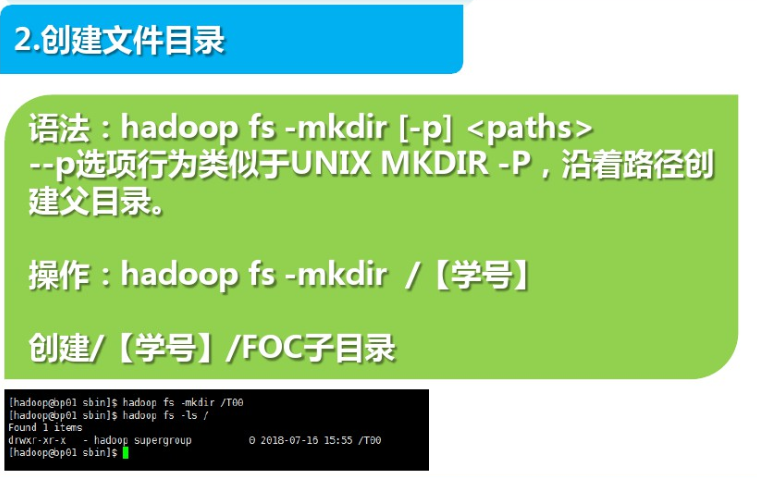 2.创建文件目录
语法：hadoop fs -mkdir [-p] <paths>
--p选项行为类似于UNIX MKDIR -P，沿着路径创
建父目录。
操作：hadoop fs -mkdir /【学号】
创建/【学号】/FOC子目录
[hadoop@bp01 sbin]$ hadoop fs -mkdir /T00
[hadoop@bp01 sbin]$ hadoop fs -ls /
Found 1 items
drwxr-xr-x - hadoop supergroup 0 2018-07-16 15:55 /T00
[hadoop@bp01 sbin]$